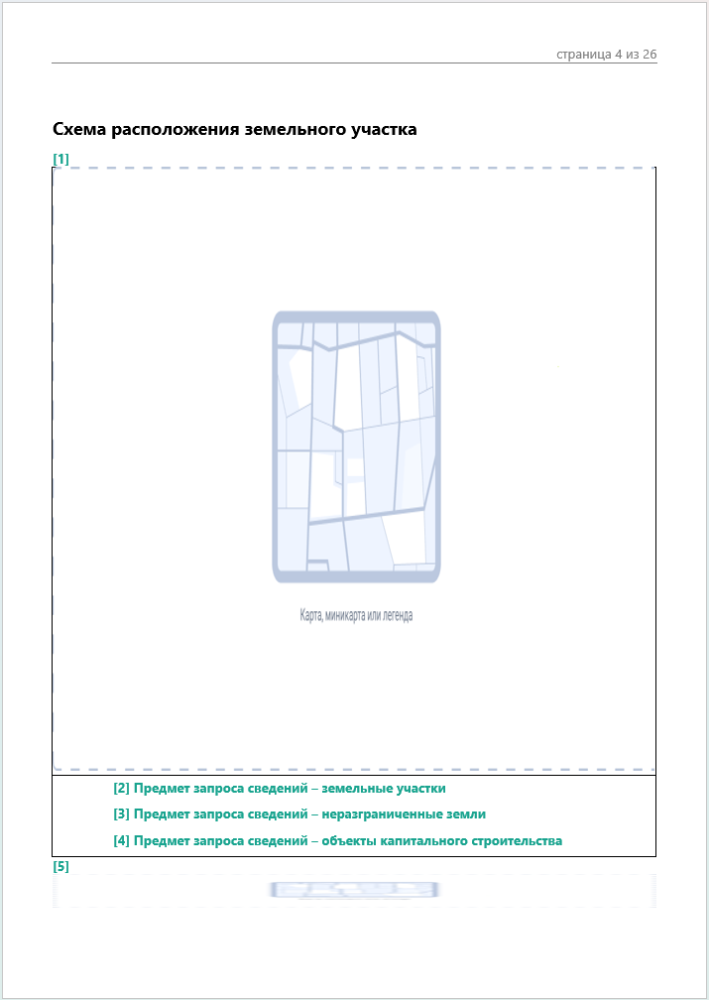 страница 4 из 26
Схема расположения земельного участка
[1]
Карта, миникарта или легенда
[2] Предмет запроса сведений – земельные участки
[3] Предмет запроса сведений – неразграниченные земли
[4] Предмет запроса сведений – объекты капитального строительства
[5]